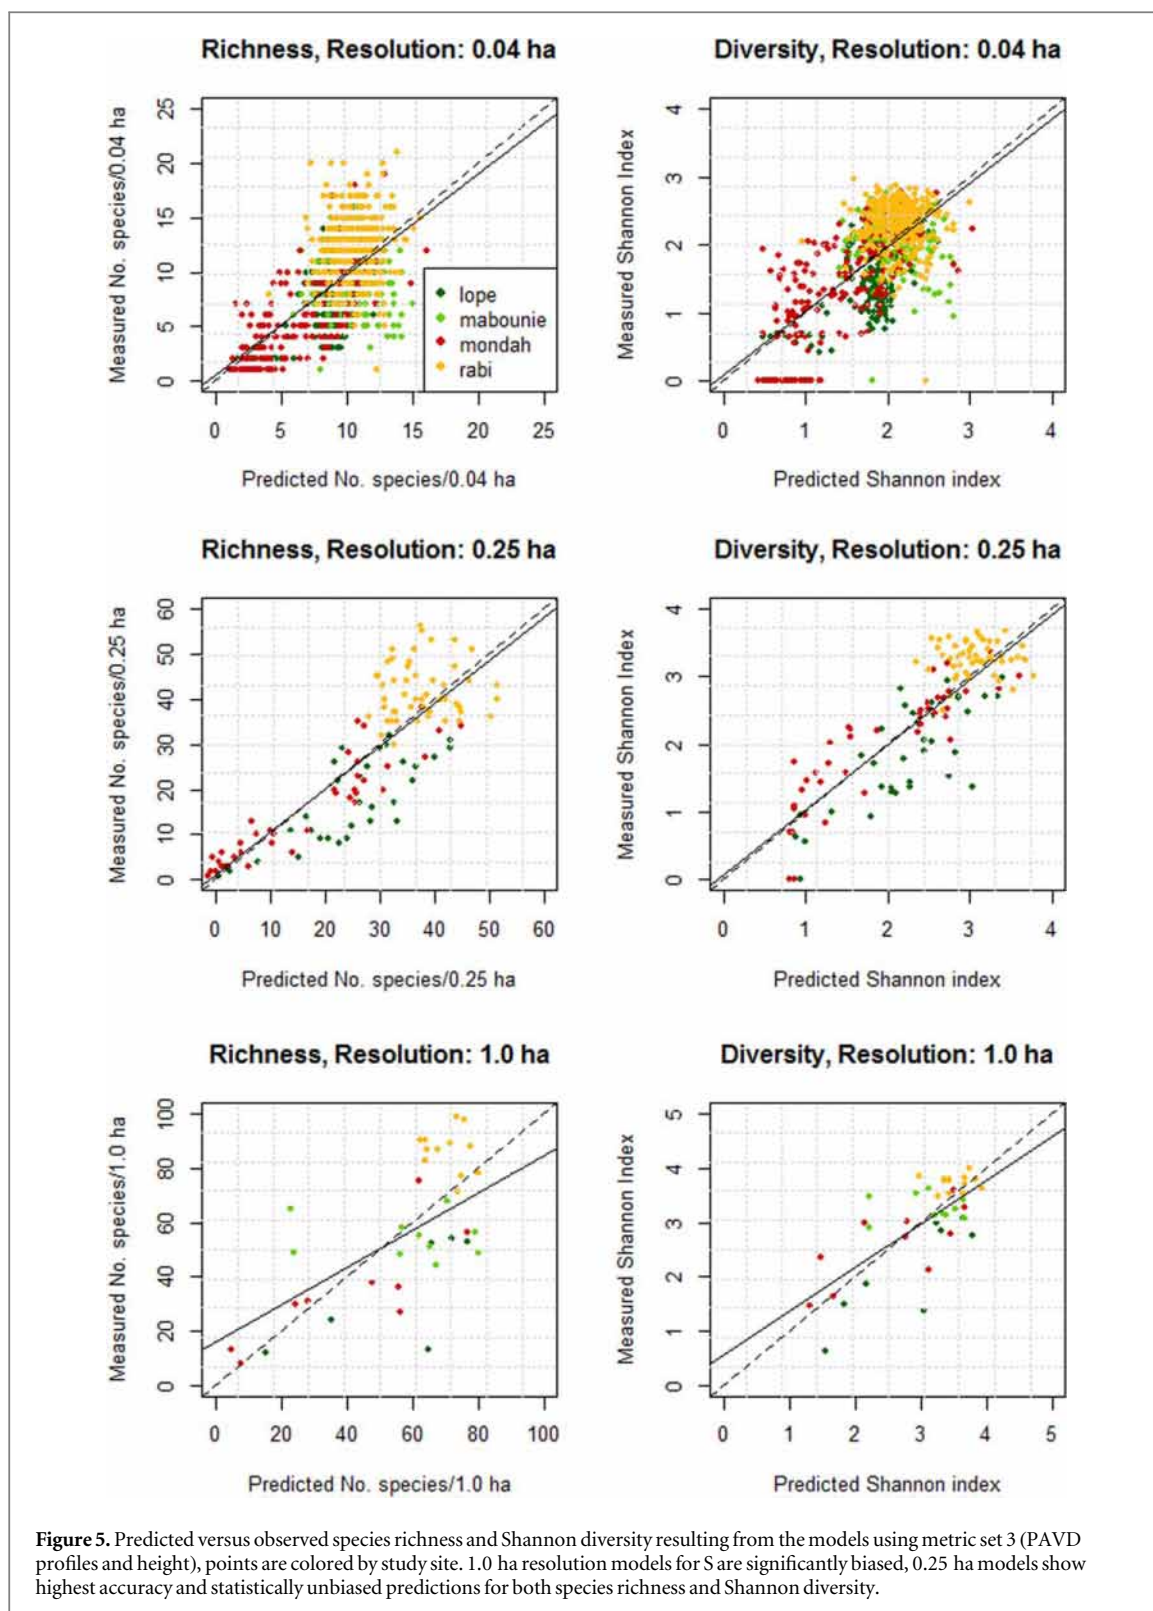 Richness, Resolution: 0.04 ha
Measured No. species/0.04 ha
25
20
15
10
5
0
lope
mabounie
mondah
rabi
0 5 10 15 20 25
Predicted No. species/0.04 ha
Diversity, Resolution: 0.04 ha
Measured Shannon Index
4
3
2
1
0
0 1 2 3 4
Predicted Shannon index
Richness, Resolution: 0.25 ha
Measured No. species/0.25 ha
60
50
40
30
20
10
0
0 10 20 30 40 50 60
Predicted No. species/0.25 ha
Diversity, Resolution: 0.25 ha
Measured Shannon Index
4
3
2
1
0
0 1 2 3 4
Predicted Shannon index
Richness, Resolution: 1.0 ha
Measured No. species/1.0 ha
100
80
60
40
20
0
0 20 40 60 80 100
Predicted No. species/1.0 ha
Diversity, Resolution: 1.0 ha
Measured Shannon Index
5
4
3
2
1
0
0 1 2 3 4 5
Predicted Shannon index
Figure 5. Predicted versus observed species richness and Shannon diversity resulting from the models using metric set 3 (PAVD
profiles and height), points are colored by study site. 1.0 ha resolution models for S are significantly biased, 0.25 ha models show
highest accuracy and statistically unbiased predictions for both species richness and Shannon diversity.